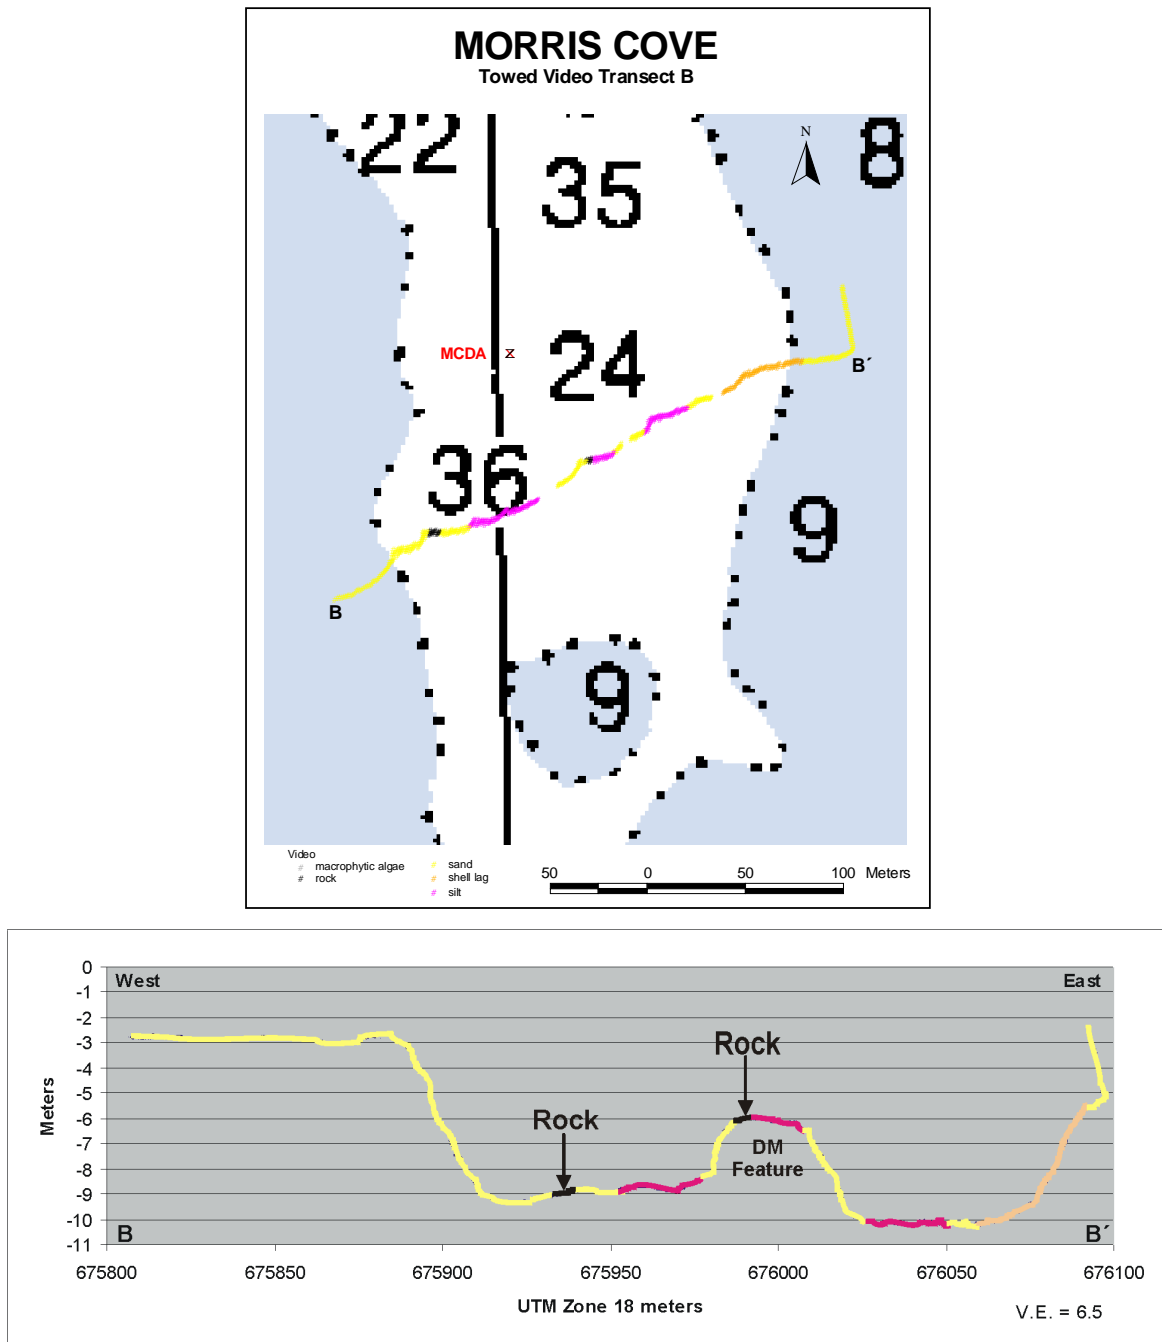 MORRIS COVE
Towed Video Transect B
22
35
8
N
24
MCDA
B´
36
9
B
9
Video
# macrophytic algae
# rock
# sand
# shell lag
# silt
50 0 50 100 Meters
0
-1
-2
-3
-4
-5
-6
-7
-8
-9
-10
-11
Meters
West
East
Rock
Rock
DM
Feature
B
B´
675800 675850 675900 675950 676000 676050 676100
UTM Zone 18 meters
V.E. = 6.5